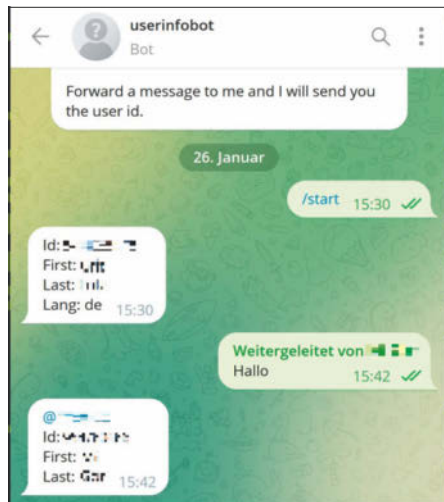 userinfobot
Bot
Forward a message to me and I will send you
the user id.
26. Januar
/start 15:30
Id:
First:
Last:
Lang: de 15:30
Weitergeleitet von
Hallo 15:42
@
Id:
First:
Last: 15:42